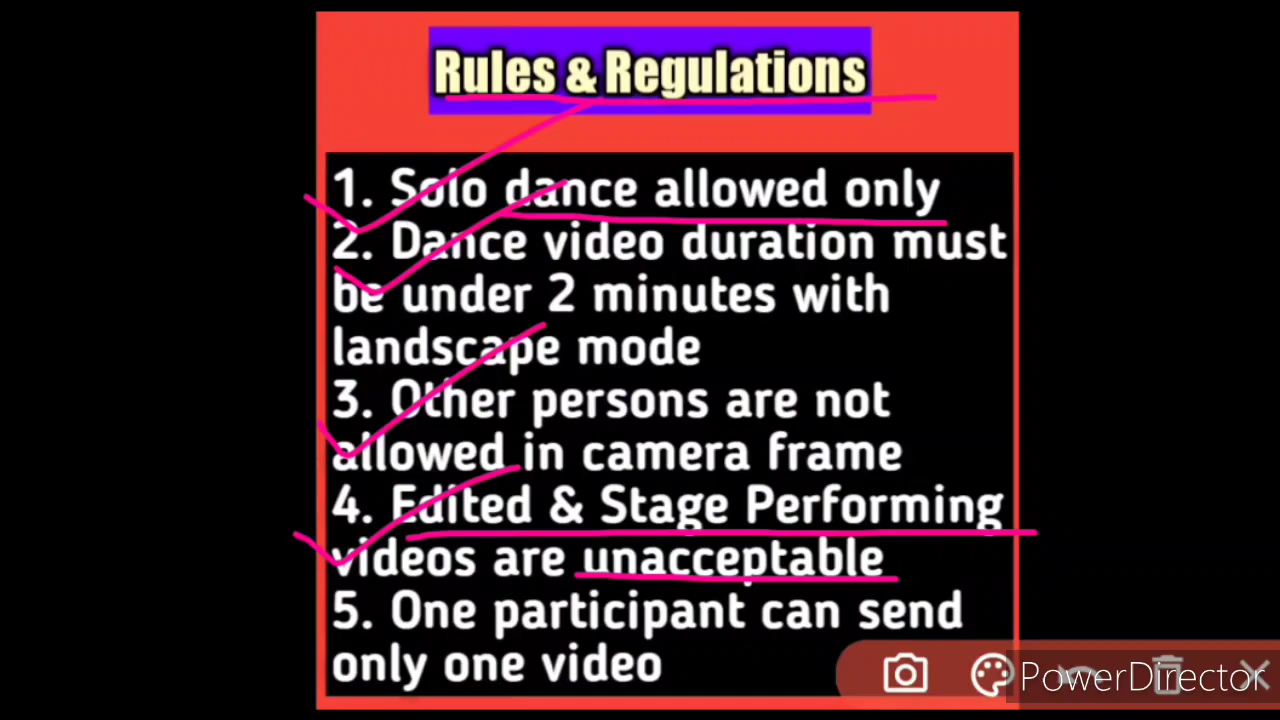 Rules & Regulations
1. Solo dance allowed only
2. Dance video duration must
be under 2 minutes with
landscape mode
3. Other persons are not
allowed in camera frame
4. Edited & Stage Performing
videos are unacceptable
5. One participant can send
only one video
PowerDirector